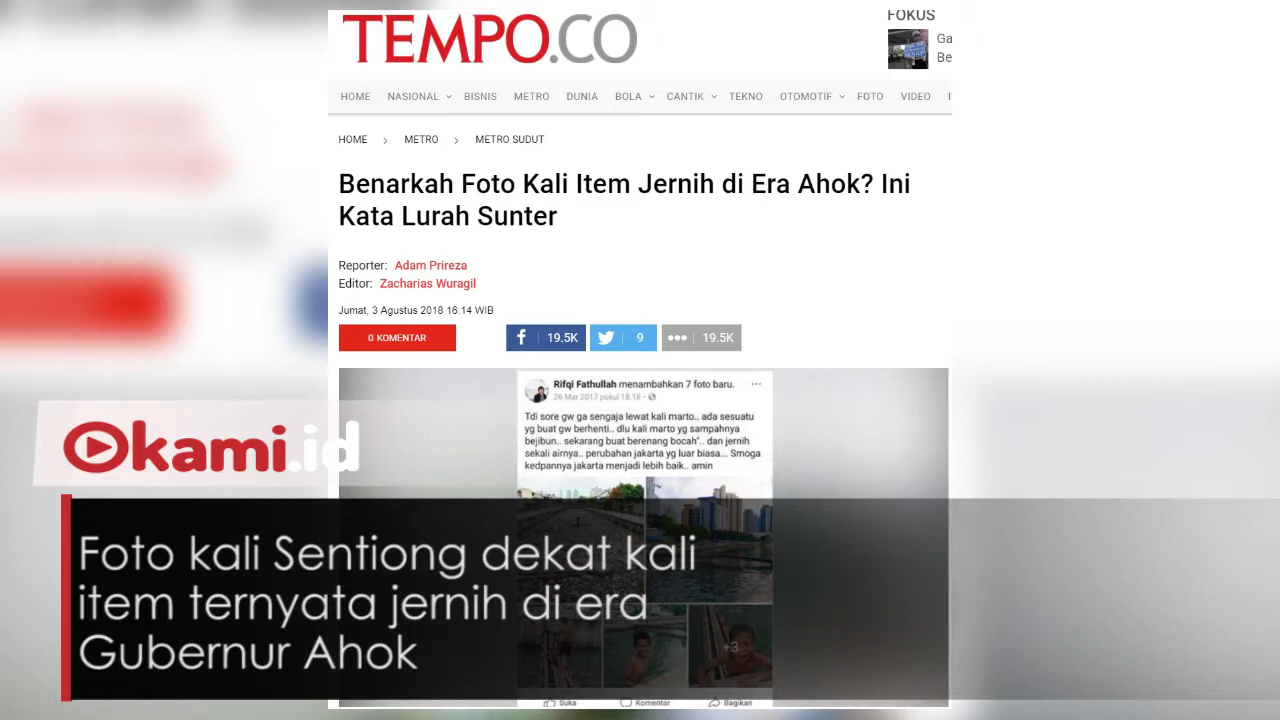 TEMPO.CO
FOKUS
Ga
Be
HOME NASIONAL BISNIS METRO DUNIA BOLA CANTIK TEKNO OTOMOTIF FOTO VIDEO
HOME > METRO > METRO SUDUT
Benarkah Foto Kali Item Jernih di Era Ahok? Ini
Kata Lurah Sunter
Reporter: Adam Prireza
Editor: Zacharias Wuragil
Jumat, 3 Agustus 2018 16:14 WIB
0 KOMENTAR
19.5K
9
19.5K
Rifqi Fathullah menambahkan 7 foto baru.
26 Mar 2017 pukul 18.18
Tdi sore gw ga sengaja lewat kali marto.. ada sesuatu
yg buat gw berhenti.. dlu kali marto yg sampahnya
bejibun.. sekarang buat berenang bocah".. dan jernih
sekali airnya.. perubahan jakarta yg luar biasa... Smoga
kedpannya jakarta menjadi lebih baik.. amin
Okami.id
Foto kali Sentiong dekat kali
item ternyata jernih di era
Gubernur Ahok
+3
Suka Komentar Bagikan